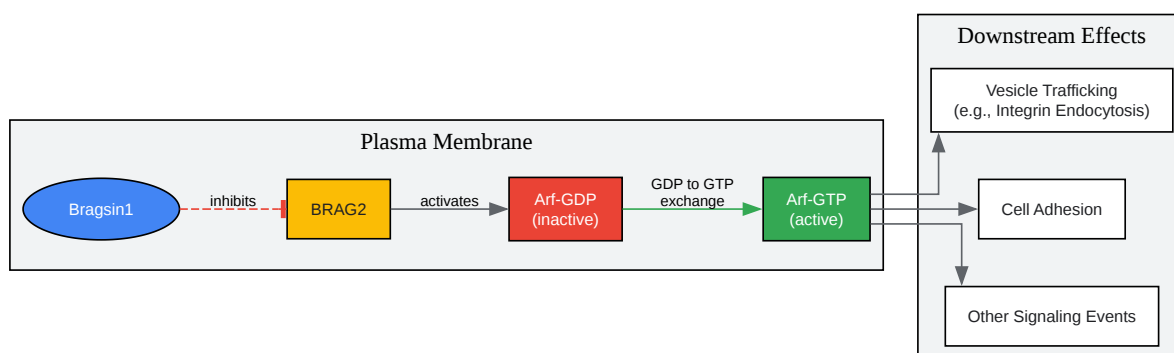 Downstream Effects
Vesicle Trafficking
(e.g., Integrin Endocytosis)
Plasma Membrane
Bragsin1
inhibits
BRAG2
activates
Arf-GDP
(inactive)
GDP to GTP
exchange
Arf-GTP
(active)
Cell Adhesion
Other Signaling Events